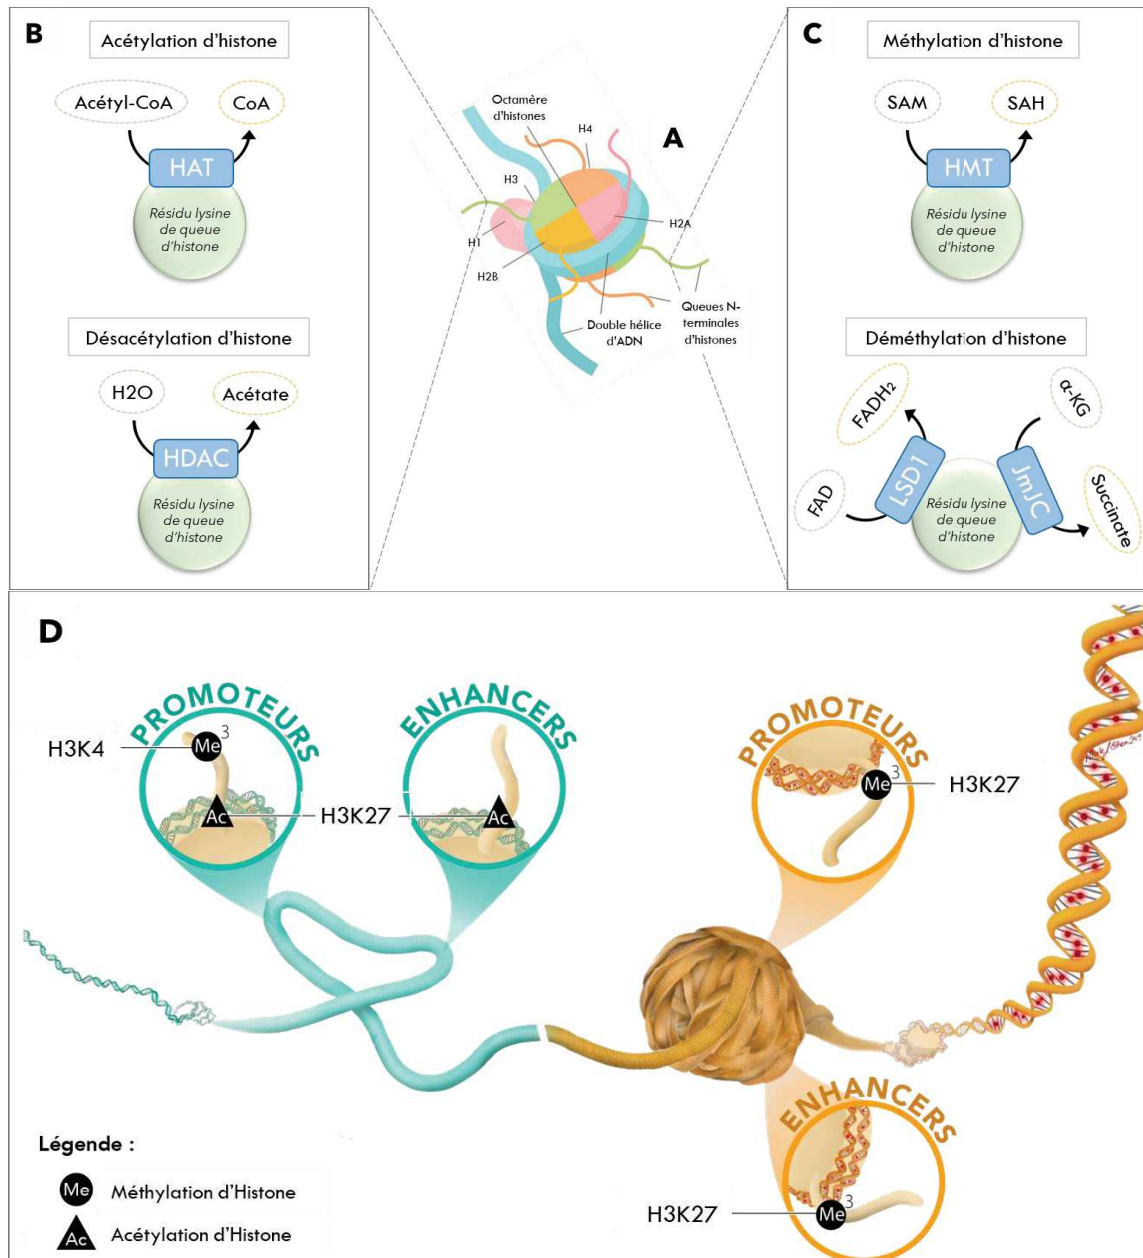 B
Acétylation d'histone
Acétyl-CoA
CoA
HAT
Résidu lysine
de queue
d'histone
Désacétylation d'histone
H2O
Acétate
HDAC
Résidu lysine
de queue
d'histone
A
Octamère
d'histones
H4
H3
H2A
H1
H2B
Double hélice
d'ADN
Queues N-
terminales
d'histones
C
Méthylation d'histone
SAM
SAH
HMT
Résidu lysine
de queue
d'histone
Déméthylation d'histone
FADH₂
α-KG
LSD1
JmJC
FAD
Succinate
Résidu lysine
de queue
d'histone
D
PROMOTEURS
H3K4
Me 3
Ac
H3K27
ENHANCERS
Ac
PROMOTEURS
Me 3
H3K27
ENHANCERS
H3K27
Me 3
Légende :
Me Méthylation d'Histone
Ac Acétylation d'Histone